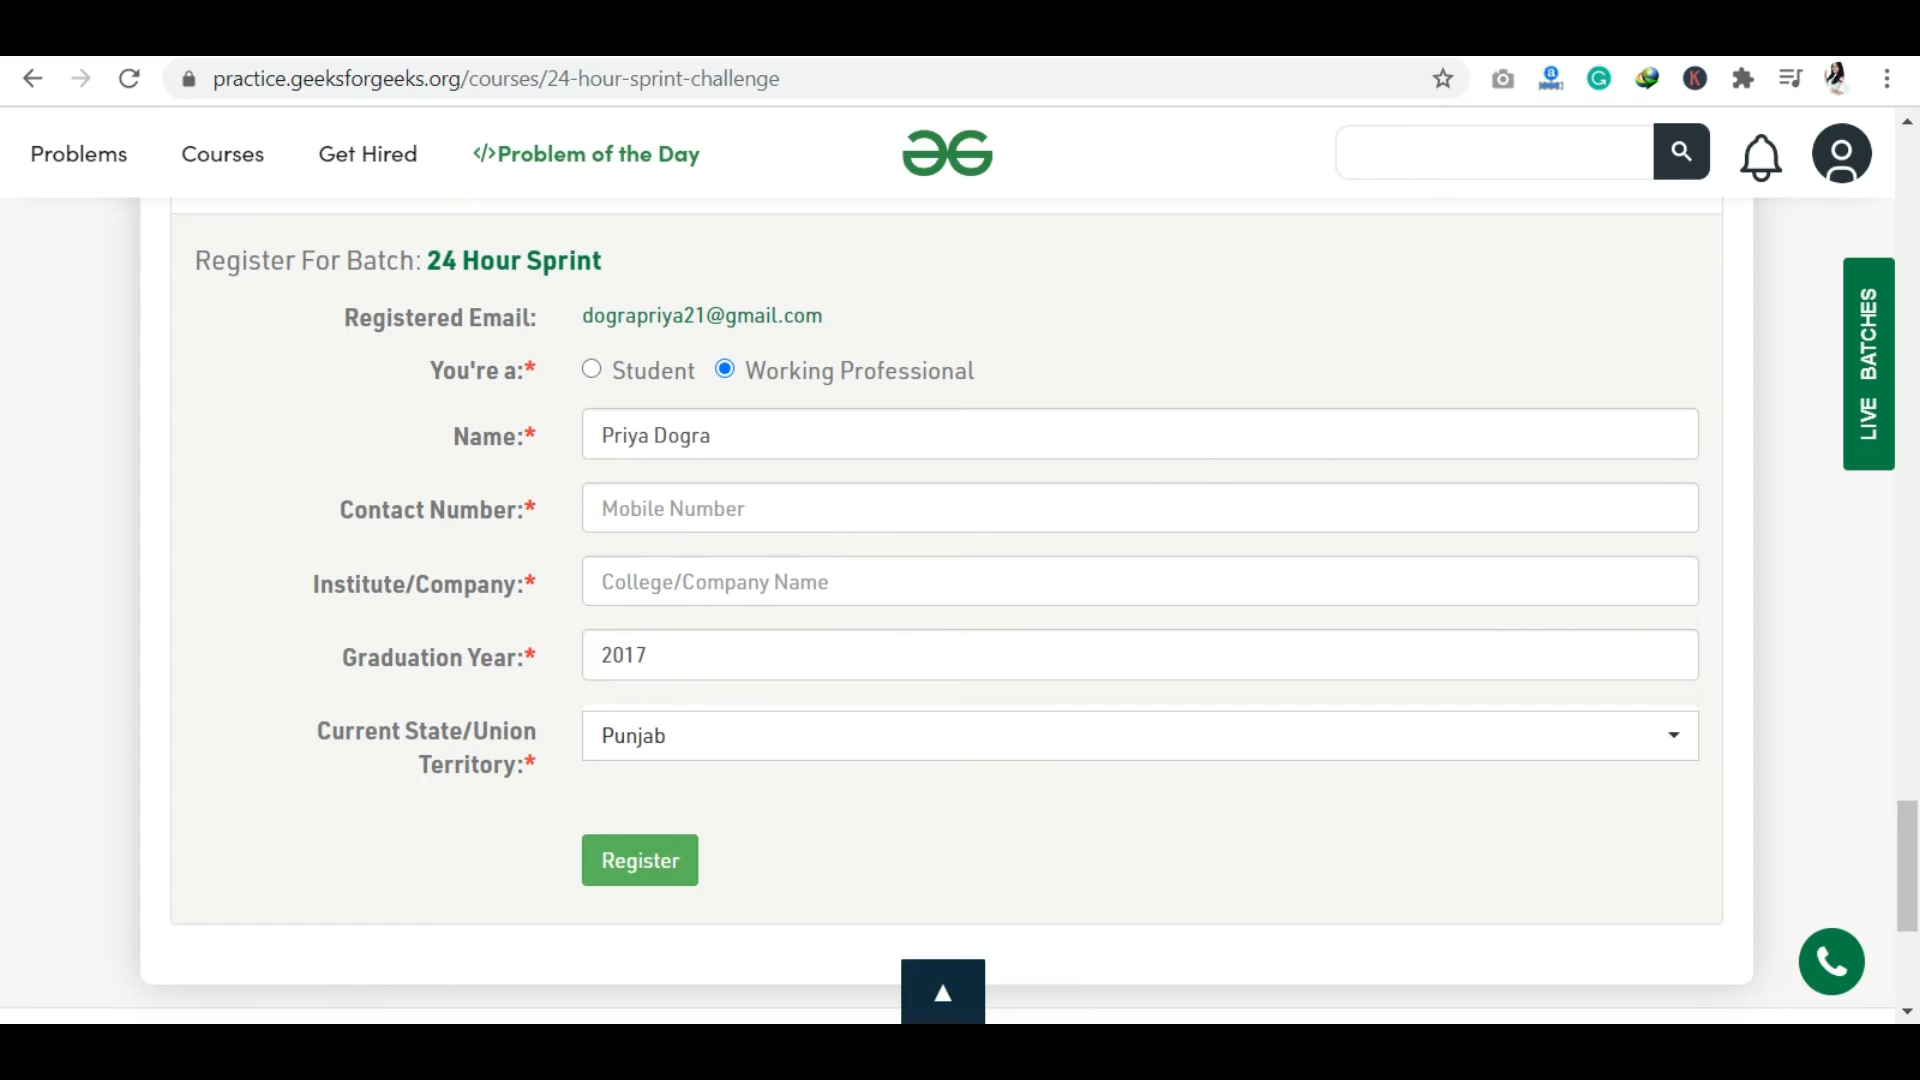 practice.geeksforgeeks.org/courses/24-hour-sprint-challenge
Problems Courses Get Hired </>Problem of the Day
Register For Batch: 24 Hour Sprint
Registered Email: dograpriya21@gmail.com
You're a:* Student Working Professional
Name:* Priya Dogra
Contact Number:* Mobile Number
Institute/Company:* College/Company Name
Graduation Year:* 2017
Current State/Union
Territory:* Punjab
Register
LIVE BATCHES